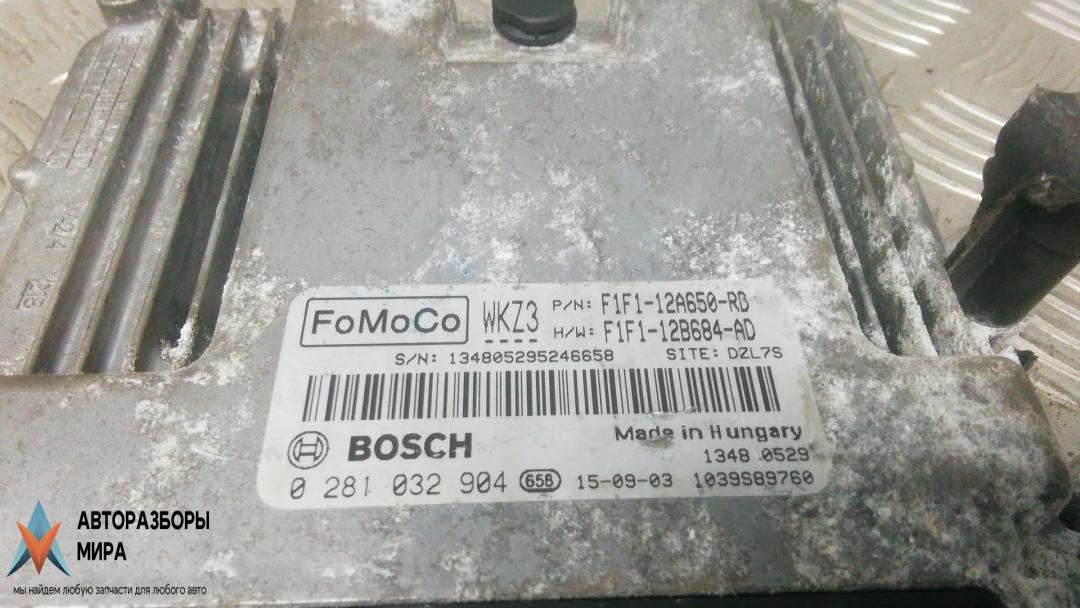 FoMoCo WKZ3 P/N: F1F1-12A650-RD
H/W: F1F1-12B684-AD
S/N: 134805295246658 SITE: DZL7S
BOSCH Made in Hungary
1348 0529
0 281 032 904 65B 15-09-03 1039S89760
АВТОРАЗБОРЫ
МИРА
мы найдем любую запчасти для любого авто